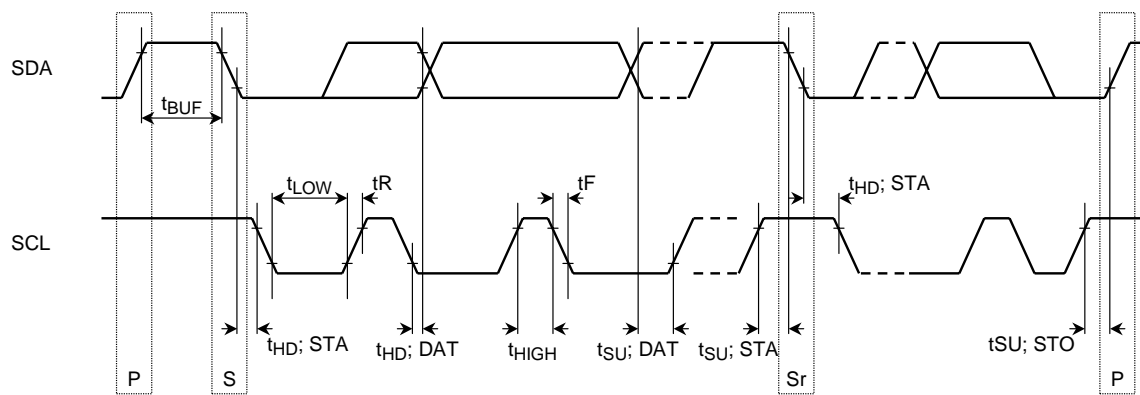 SDA
tBUF
tLOW
tR
tF
tHD; STA
SCL
tHD; STA
tHD; DAT
tHIGH
tSU; DAT
tSU; STA
tSU; STO
P
S
Sr
P